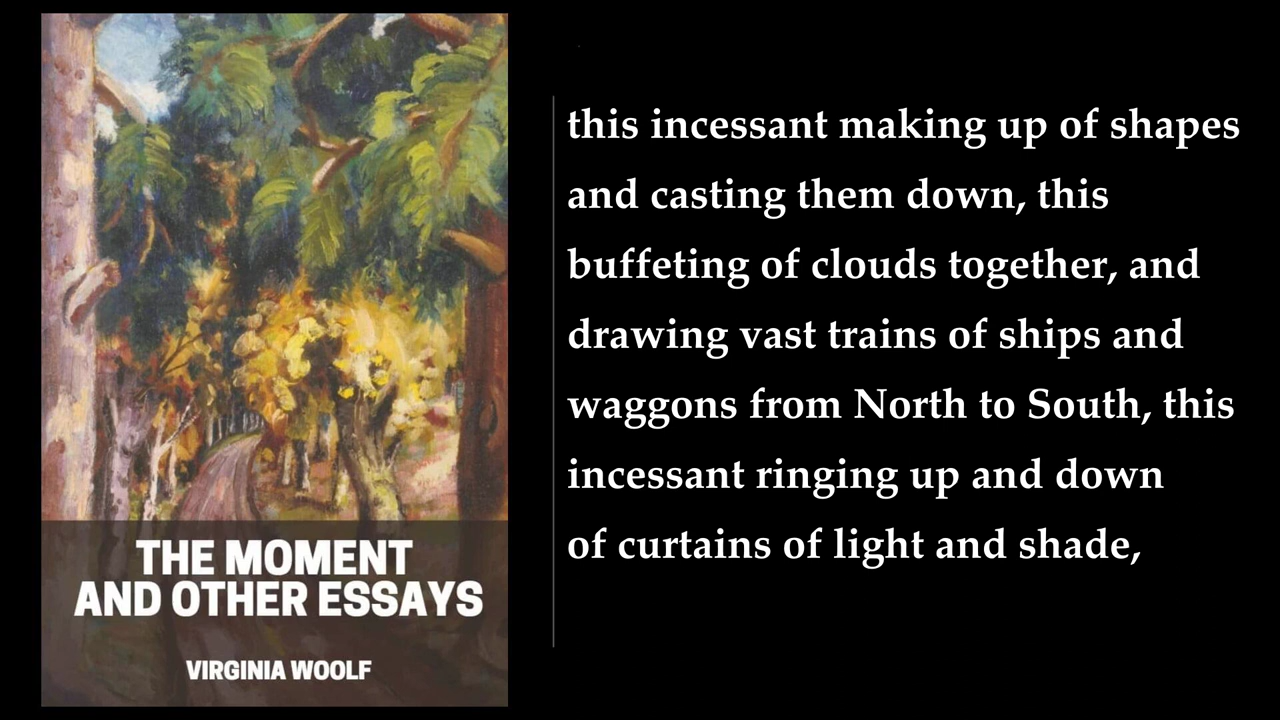 THE MOMENT
AND OTHER ESSAYS
VIRGINIA WOOLF
this incessant making up of shapes
and casting them down, this
buffeting of clouds together, and
drawing vast trains of ships and
waggons from North to South, this
incessant ringing up and down
of curtains of light and shade,